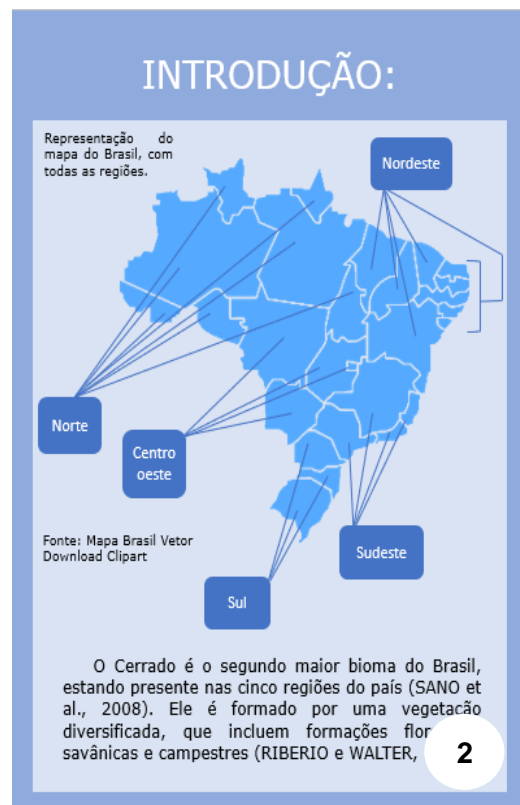 INTRODUÇÃO:
Representação do
mapa do Brasil, com
todas as regiões.
Nordeste
Norte
Centro
oeste
Fonte: Mapa Brasil Vetor
Download Clipart
Sudeste
Sul
O Cerrado é o segundo maior bioma do Brasil,
estando presente nas cinco regiões do país (SANO et
al., 2008). Ele é formado por uma vegetação
diversificada, que incluem formações
savânicas e campestres (RIBERIO e WALTER,
2